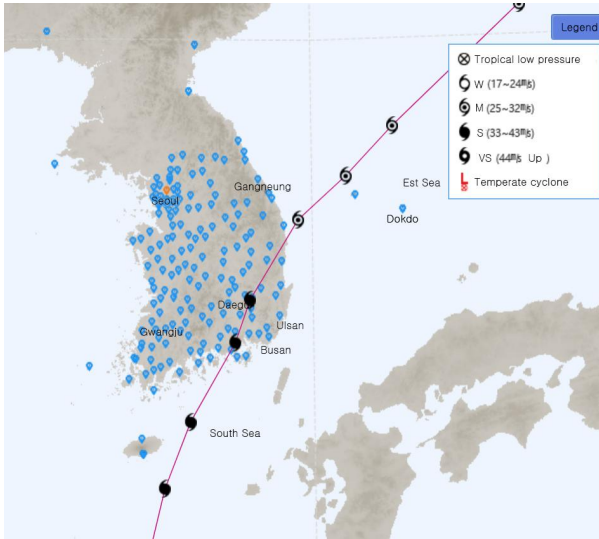 Legend
Tropical low pressure
W (17~24㎧)
M (25~32㎧)
S (33~43㎧)
VS (44㎧ Up )
Temperate cyclone
Gangneung
Est Sea
Seoul
Dokdo
Daegu
Ulsan
Gwangju
Busan
South Sea